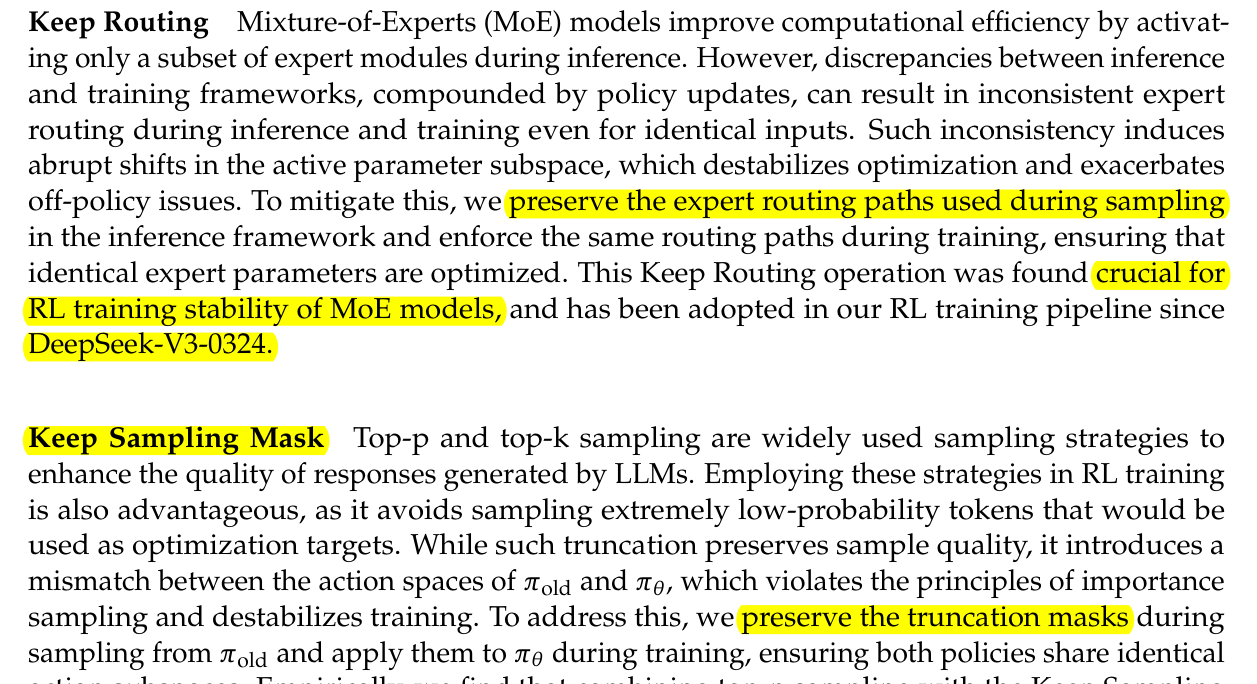 Keep Routing Mixture-of-Experts (MoE) models improve computational efficiency by activat-
ing only a subset of expert modules during inference. However, discrepancies between inference
and training frameworks, compounded by policy updates, can result in inconsistent expert
routing during inference and training even for identical inputs. Such inconsistency induces
abrupt shifts in the active parameter subspace, which destabilizes optimization and exacerbates
off-policy issues. To mitigate this, we preserve the expert routing paths used during sampling
in the inference framework and enforce the same routing paths during training, ensuring that
identical expert parameters are optimized. This Keep Routing operation was found crucial for
RL training stability of MoE models, and has been adopted in our RL training pipeline since
DeepSeek-V3-0324.
Keep Sampling Mask Top-p and top-k sampling are widely used sampling strategies to
enhance the quality of responses generated by LLMs. Employing these strategies in RL training
is also advantageous, as it avoids sampling extremely low-probability tokens that would be
used as optimization targets. While such truncation preserves sample quality, it introduces a
mismatch between the action spaces of π_old and π_θ, which violates the principles of importance
sampling and destabilizes training. To address this, we preserve the truncation masks during
sampling from π_old and apply them to π_θ during training, ensuring both policies share identical